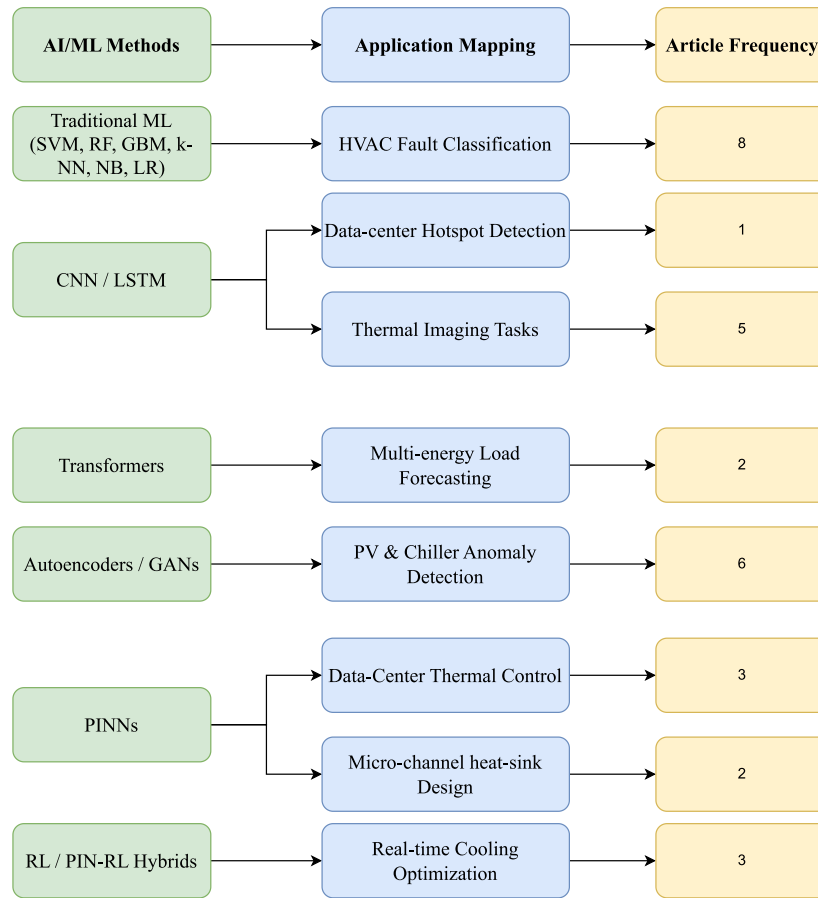 AI/ML Methods
Application Mapping
Article Frequency
Traditional ML
(SVM, RF, GBM, k-
NN, NB, LR)
HVAC Fault Classification
8
CNN / LSTM
Data-center Hotspot Detection
1
Thermal Imaging Tasks
5
Transformers
Multi-energy Load
Forecasting
2
Autoencoders / GANs
PV & Chiller Anomaly
Detection
6
PINNs
Data-Center Thermal Control
3
Micro-channel heat-sink
Design
2
RL / PIN-RL Hybrids
Real-time Cooling
Optimization
3